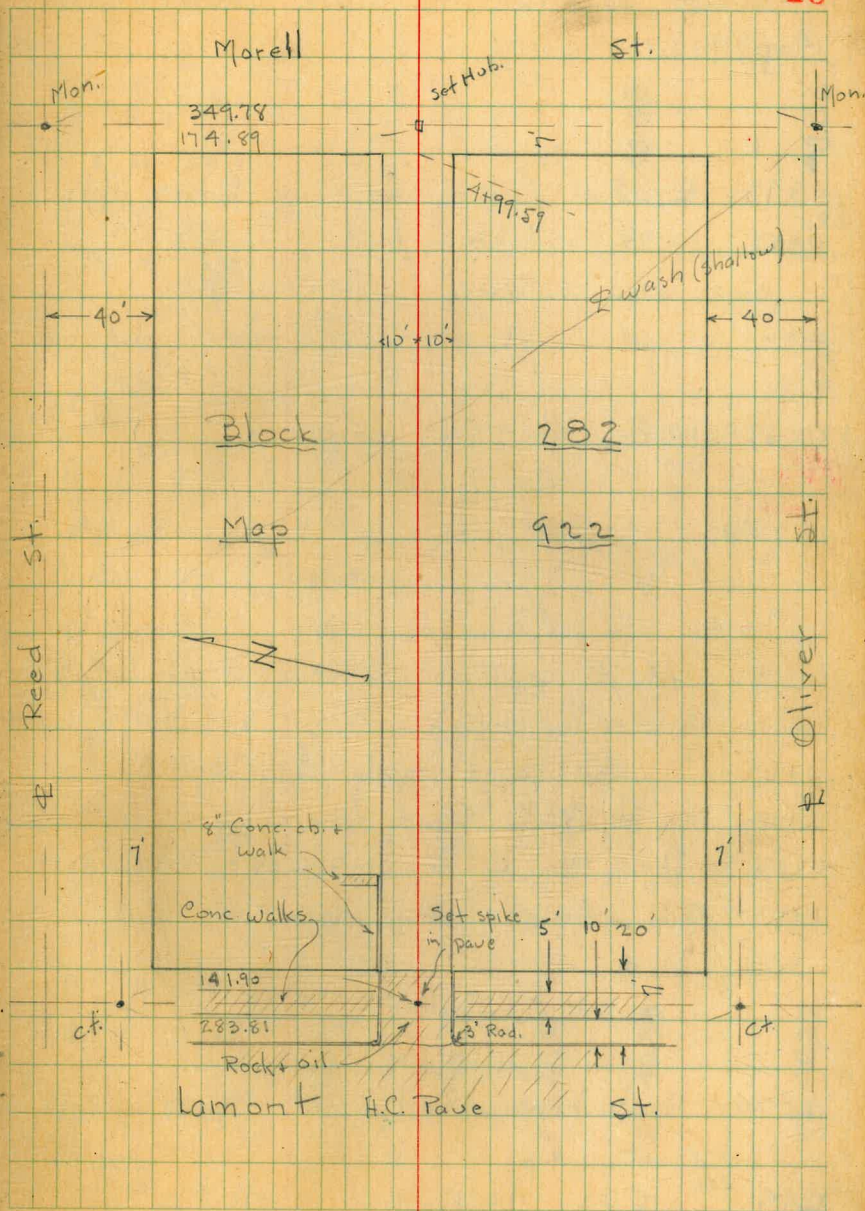 Morell St.
Mon.
Set Hub.
Mon.
349.78
174.89
4+99.59
℄ wash (shallow)
40'
10' 10'
40'
Block 282
Map 922
N
℄ Reed St.
℄ Oliver St.
8" Conc. cb. +
walk
7'
7'
Conc walks
Set spike
in pave
5' 10' 20'
141.90
283.81
ct.
3' Rad.
ct.
Rock + oil
Lamont H.C. Pave St.